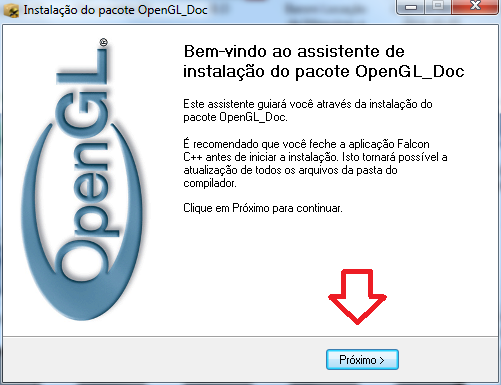 Instalação do pacote OpenGL_Doc
OpenGL®
Bem-vindo ao assistente de
instalação do pacote OpenGL_Doc
Este assistente guiará você através da instalação do
pacote OpenGL_Doc.
É recomendado que você feche a aplicação Falcon
C++ antes de iniciar a instalação. Isto tornará possível a
atualização de todos os arquivos da pasta do
compilador.
Clique em Próximo para continuar.
Próximo >